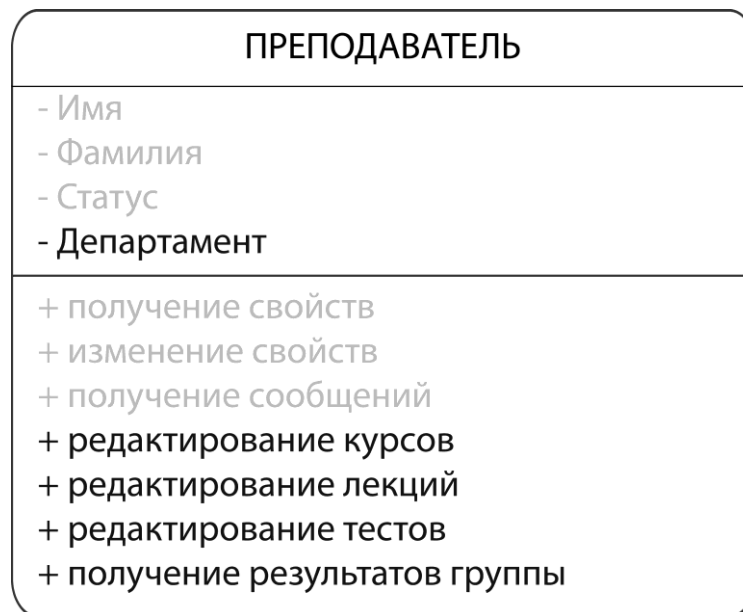 ПРЕПОДАВАТЕЛЬ
- Имя
- Фамилия
- Статус
- Департамент
+ получение свойств
+ изменение свойств
+ получение сообщений
+ редактирование курсов
+ редактирование лекций
+ редактирование тестов
+ получение результатов группы